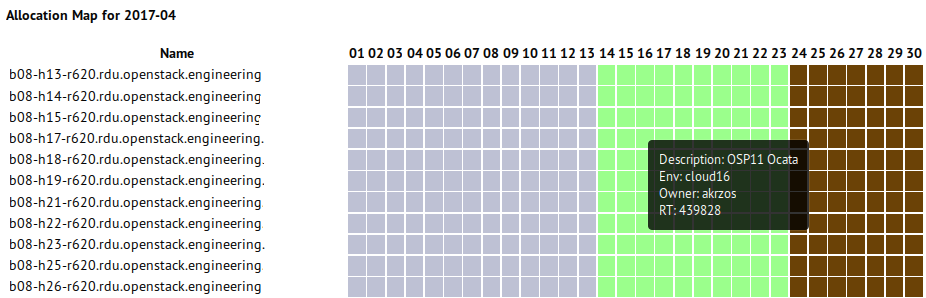 Allocation Map for 2017-04
Name 01 02 03 04 05 06 07 08 09 10 11 12 13 14 15 16 17 18 19 20 21 22 23 24 25 26 27 28 29 30
b08-h13-r620.rdu.openstack.engineering
b08-h14-r620.rdu.openstack.engineering
b08-h15-r620.rdu.openstack.engineering
b08-h17-r620.rdu.openstack.engineering.
b08-h18-r620.rdu.openstack.engineering.
b08-h19-r620.rdu.openstack.engineering.
b08-h21-r620.rdu.openstack.engineering
b08-h22-r620.rdu.openstack.engineering
b08-h23-r620.rdu.openstack.engineering.
b08-h25-r620.rdu.openstack.engineering
b08-h26-r620.rdu.openstack.engineering
Description: OSP11 Ocata
Env: cloud16
Owner: akrzos
RT: 439828